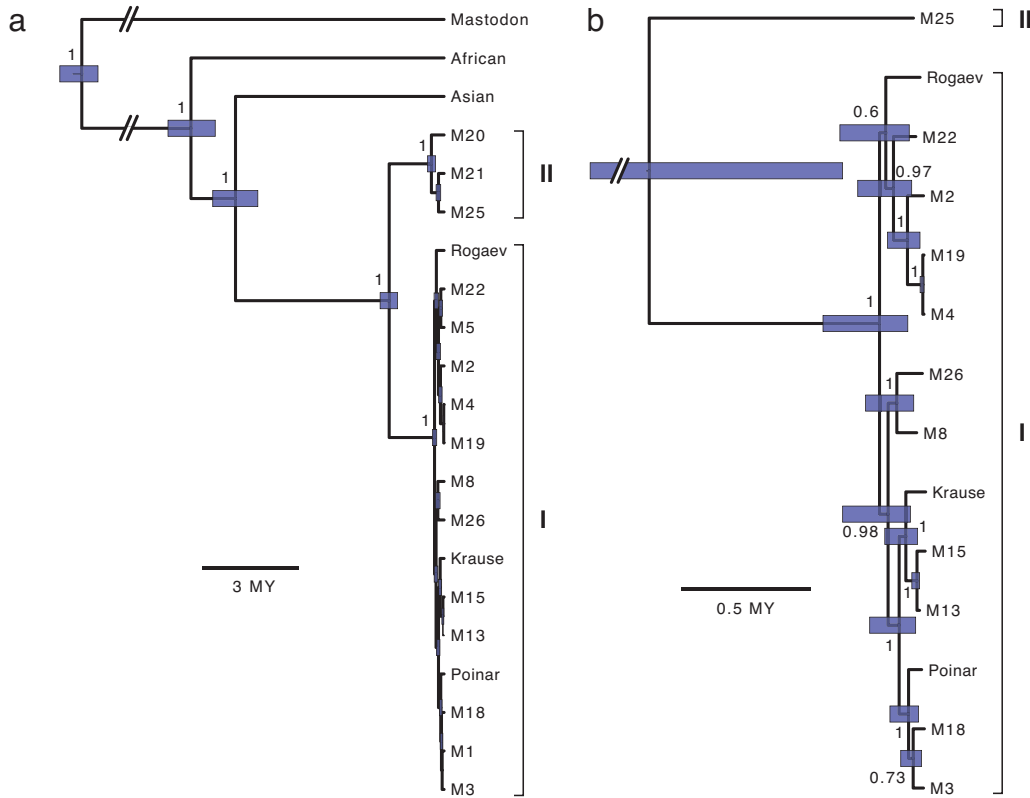 a
Mastodon
1
African
1
Asian
1
M20
1
M21
II
M25
Rogaev
1
M22
M5
M2
M4
1
M19
M8
M26
I
Krause
3 MY
M15
M13
Poinar
M18
M1
M3
b
M25
II
Rogaev
0.6
M22
0.97
M2
1
M19
1
M4
1
M26
1
M8
I
Krause
0.98
1
M15
1
M13
0.5 MY
1
Poinar
1
M18
0.73
M3